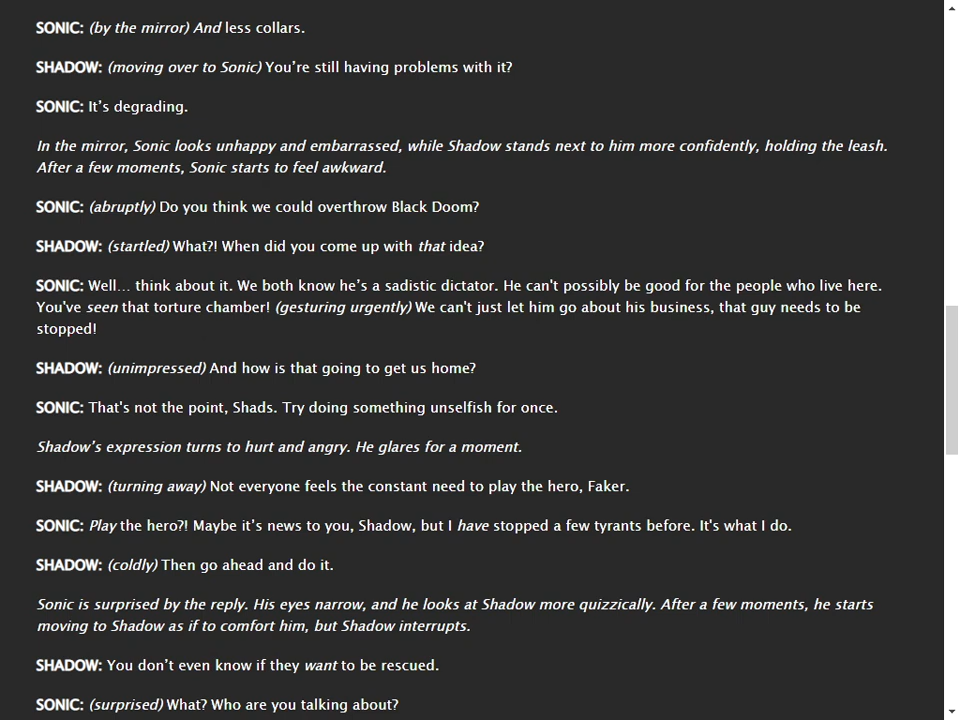 SONIC: (by the mirror) And less collars.
SHADOW: (moving over to Sonic) You’re still having problems with it?
SONIC: It’s degrading.
In the mirror, Sonic looks unhappy and embarrassed, while Shadow stands next to him more confidently, holding the leash.
After a few moments, Sonic starts to feel awkward.
SONIC: (abruptly) Do you think we could overthrow Black Doom?
SHADOW: (startled) What?! When did you come up with that idea?
SONIC: Well… think about it. We both know he’s a sadistic dictator. He can't possibly be good for the people who live here.
You've seen that torture chamber! (gesturing urgently) We can't just let him go about his business, that guy needs to be
stopped!
SHADOW: (unimpressed) And how is that going to get us home?
SONIC: That's not the point, Shads. Try doing something unselfish for once.
Shadow’s expression turns to hurt and angry. He glares for a moment.
SHADOW: (turning away) Not everyone feels the constant need to play the hero, Faker.
SONIC: Play the hero?! Maybe it’s news to you, Shadow, but I have stopped a few tyrants before. It's what I do.
SHADOW: (coldly) Then go ahead and do it.
Sonic is surprised by the reply. His eyes narrow, and he looks at Shadow more quizzically. After a few moments, he starts
moving to Shadow as if to comfort him, but Shadow interrupts.
SHADOW: You don’t even know if they want to be rescued.
SONIC: (surprised) What? Who are you talking about?